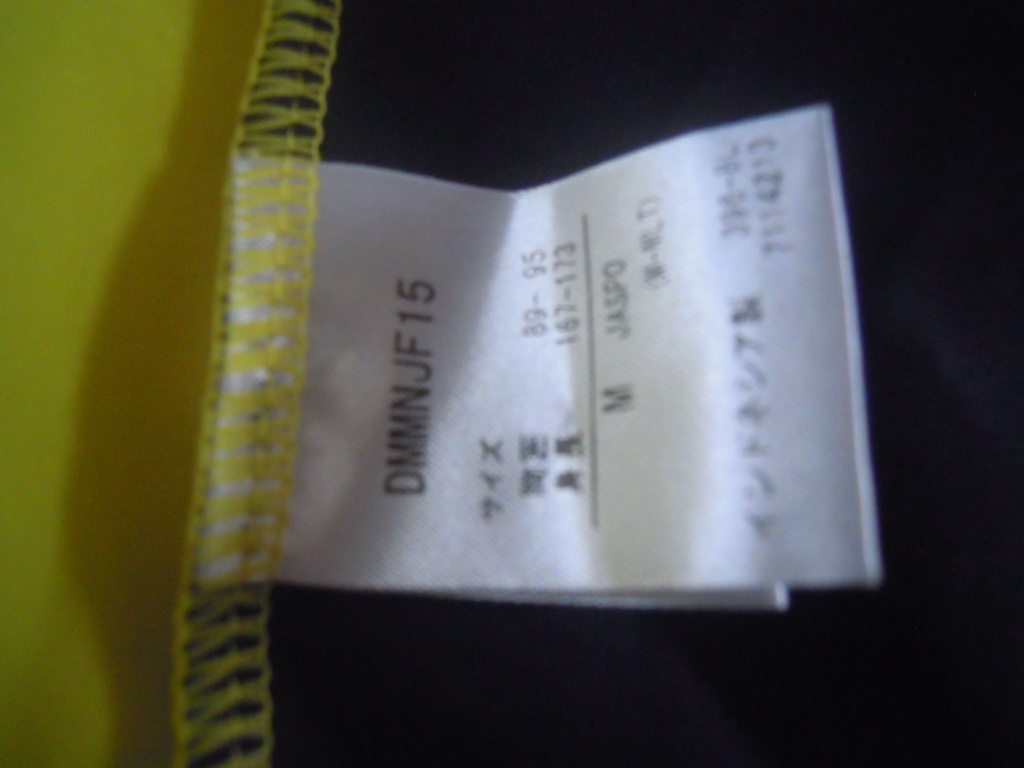 DMMNJF15
サイズ
胸囲 89- 95
身長 167-173
M JASPO
(W-WLT)
インドネシア製
7114213